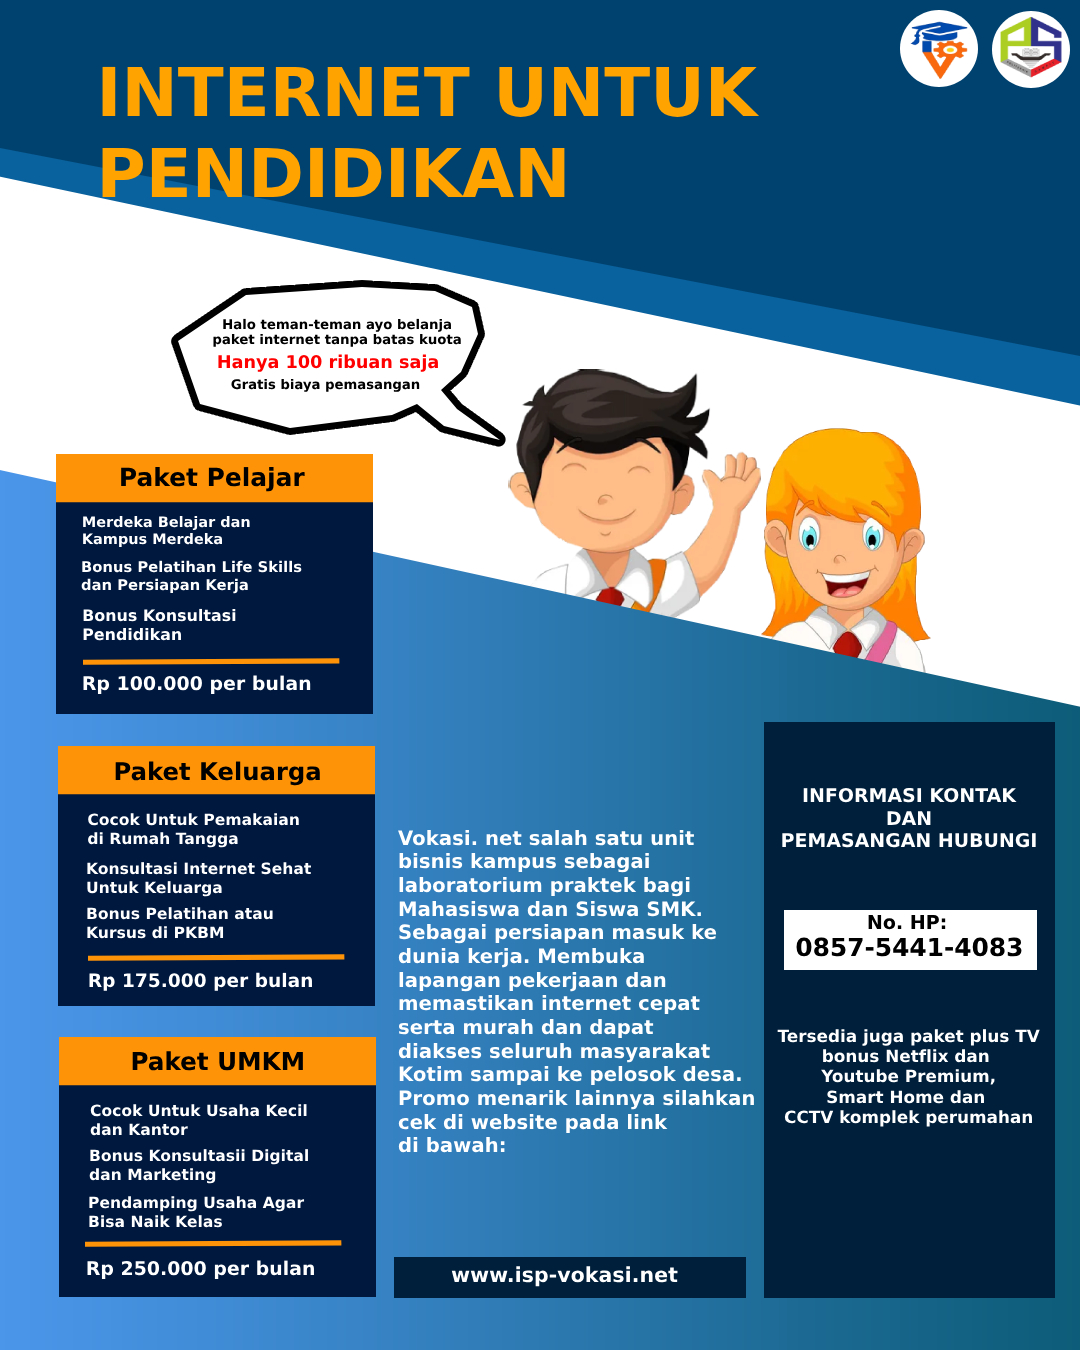 INTERNET UNTUK
PENDIDIKAN
Halo teman-teman ayo belanja
paket internet tanpa batas kuota
Hanya 100 ribuan saja
Gratis biaya pemasangan
Paket Pelajar
Merdeka Belajar dan
Kampus Merdeka
Bonus Pelatihan Life Skills
dan Persiapan Kerja
Bonus Konsultasi
Pendidikan
Rp 100.000 per bulan
Paket Keluarga
Cocok Untuk Pemakaian
di Rumah Tangga
Konsultasi Internet Sehat
Untuk Keluarga
Bonus Pelatihan atau
Kursus di PKBM
Rp 175.000 per bulan
Paket UMKM
Cocok Untuk Usaha Kecil
dan Kantor
Bonus Konsultasii Digital
dan Marketing
Pendamping Usaha Agar
Bisa Naik Kelas
Rp 250.000 per bulan
Vokasi. net salah satu unit
bisnis kampus sebagai
laboratorium praktek bagi
Mahasiswa dan Siswa SMK.
Sebagai persiapan masuk ke
dunia kerja. Membuka
lapangan pekerjaan dan
memastikan internet cepat
serta murah dan dapat
diakses seluruh masyarakat
Kotim sampai ke pelosok desa.
Promo menarik lainnya silahkan
cek di website pada link
di bawah:
www.isp-vokasi.net
INFORMASI KONTAK
DAN
PEMASANGAN HUBUNGI
No. HP:
0857-5441-4083
Tersedia juga paket plus TV
bonus Netflix dan
Youtube Premium,
Smart Home dan
CCTV komplek perumahan